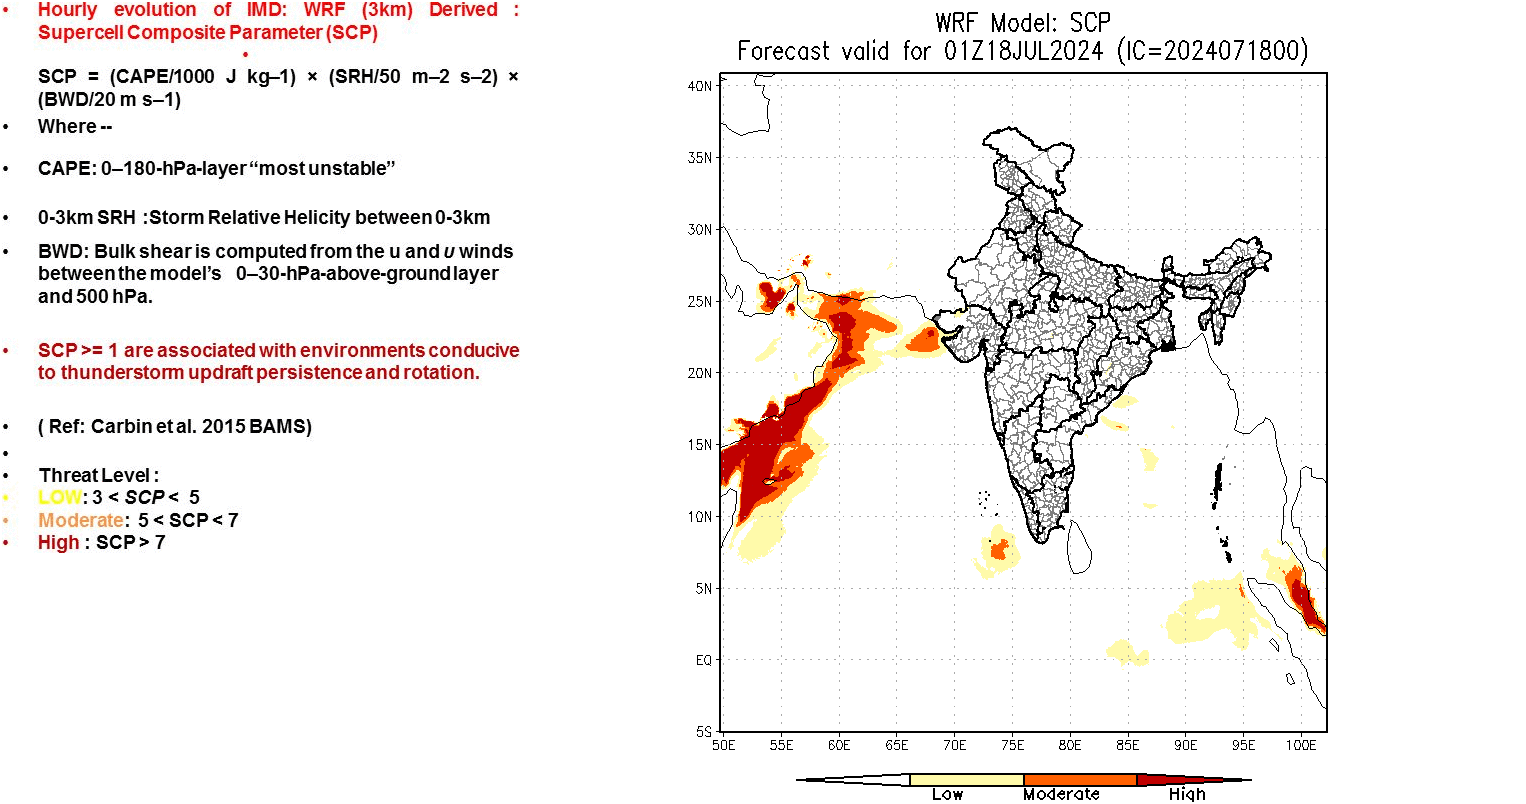 • Hourly evolution of IMD: WRF (3km) Derived :
Supercell Composite Parameter (SCP)
•
SCP = (CAPE/1000 J kg–1) × (SRH/50 m–2 s–2) ×
(BWD/20 m s–1)
• Where --
• CAPE: 0–180-hPa-layer “most unstable”
• 0-3km SRH :Storm Relative Helicity between 0-3km
• BWD: Bulk shear is computed from the u and υ winds
between the model’s 0–30-hPa-above-ground layer
and 500 hPa.
• SCP >= 1 are associated with environments conducive
to thunderstorm updraft persistence and rotation.
• ( Ref: Carbin et al. 2015 BAMS)
•
• Threat Level :
• LOW: 3 < SCP < 5
• Moderate: 5 < SCP < 7
• High : SCP > 7
WRF Model: SCP
Forecast valid for 01Z18JUL2024 (IC=2024071800)
40N
35N
30N
25N
20N
15N
10N
5N
EQ
5S
50E 55E 60E 65E 70E 75E 80E 85E 90E 95E 100E
Low Moderate High